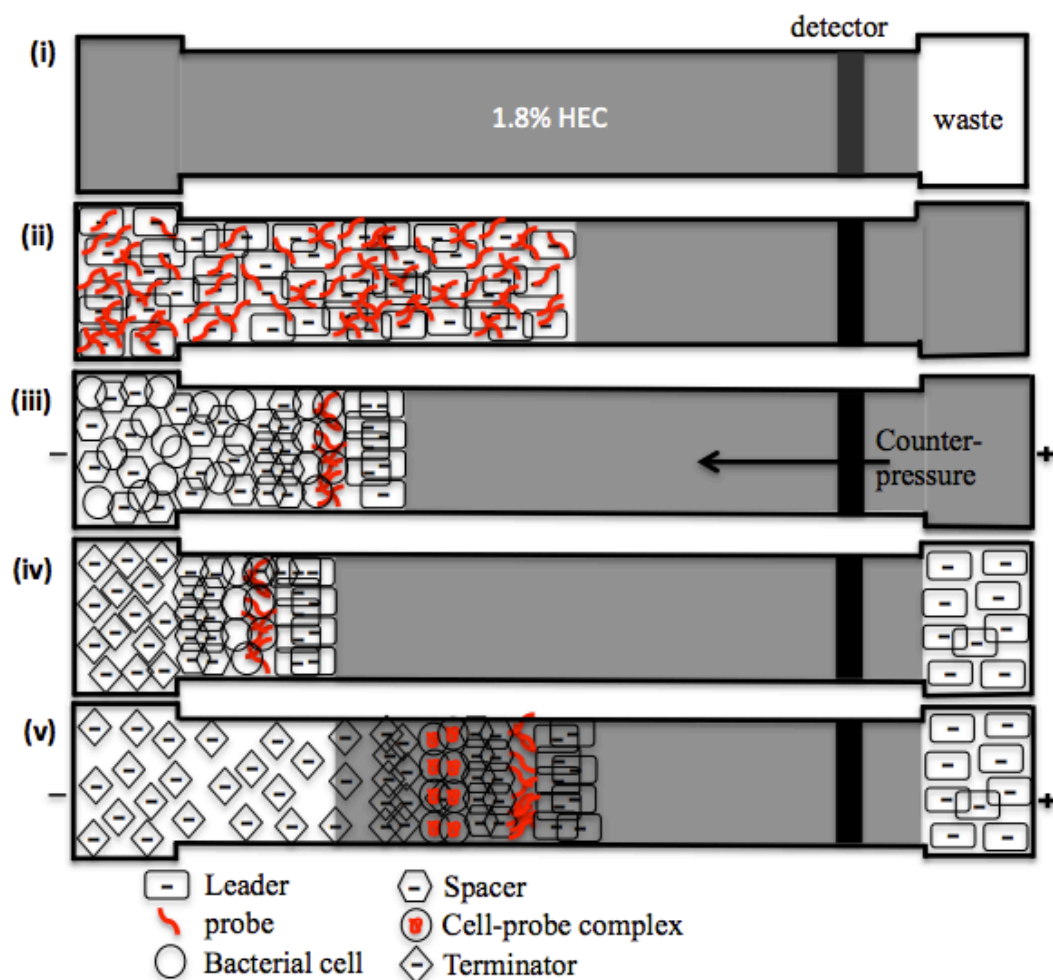 detector
(i)
1.8% HEC
waste
(ii)
(iii)
Counter-
pressure
– +
(iv)
(v)
– +
Leader
Spacer
probe
Cell-probe complex
Bacterial cell
Terminator